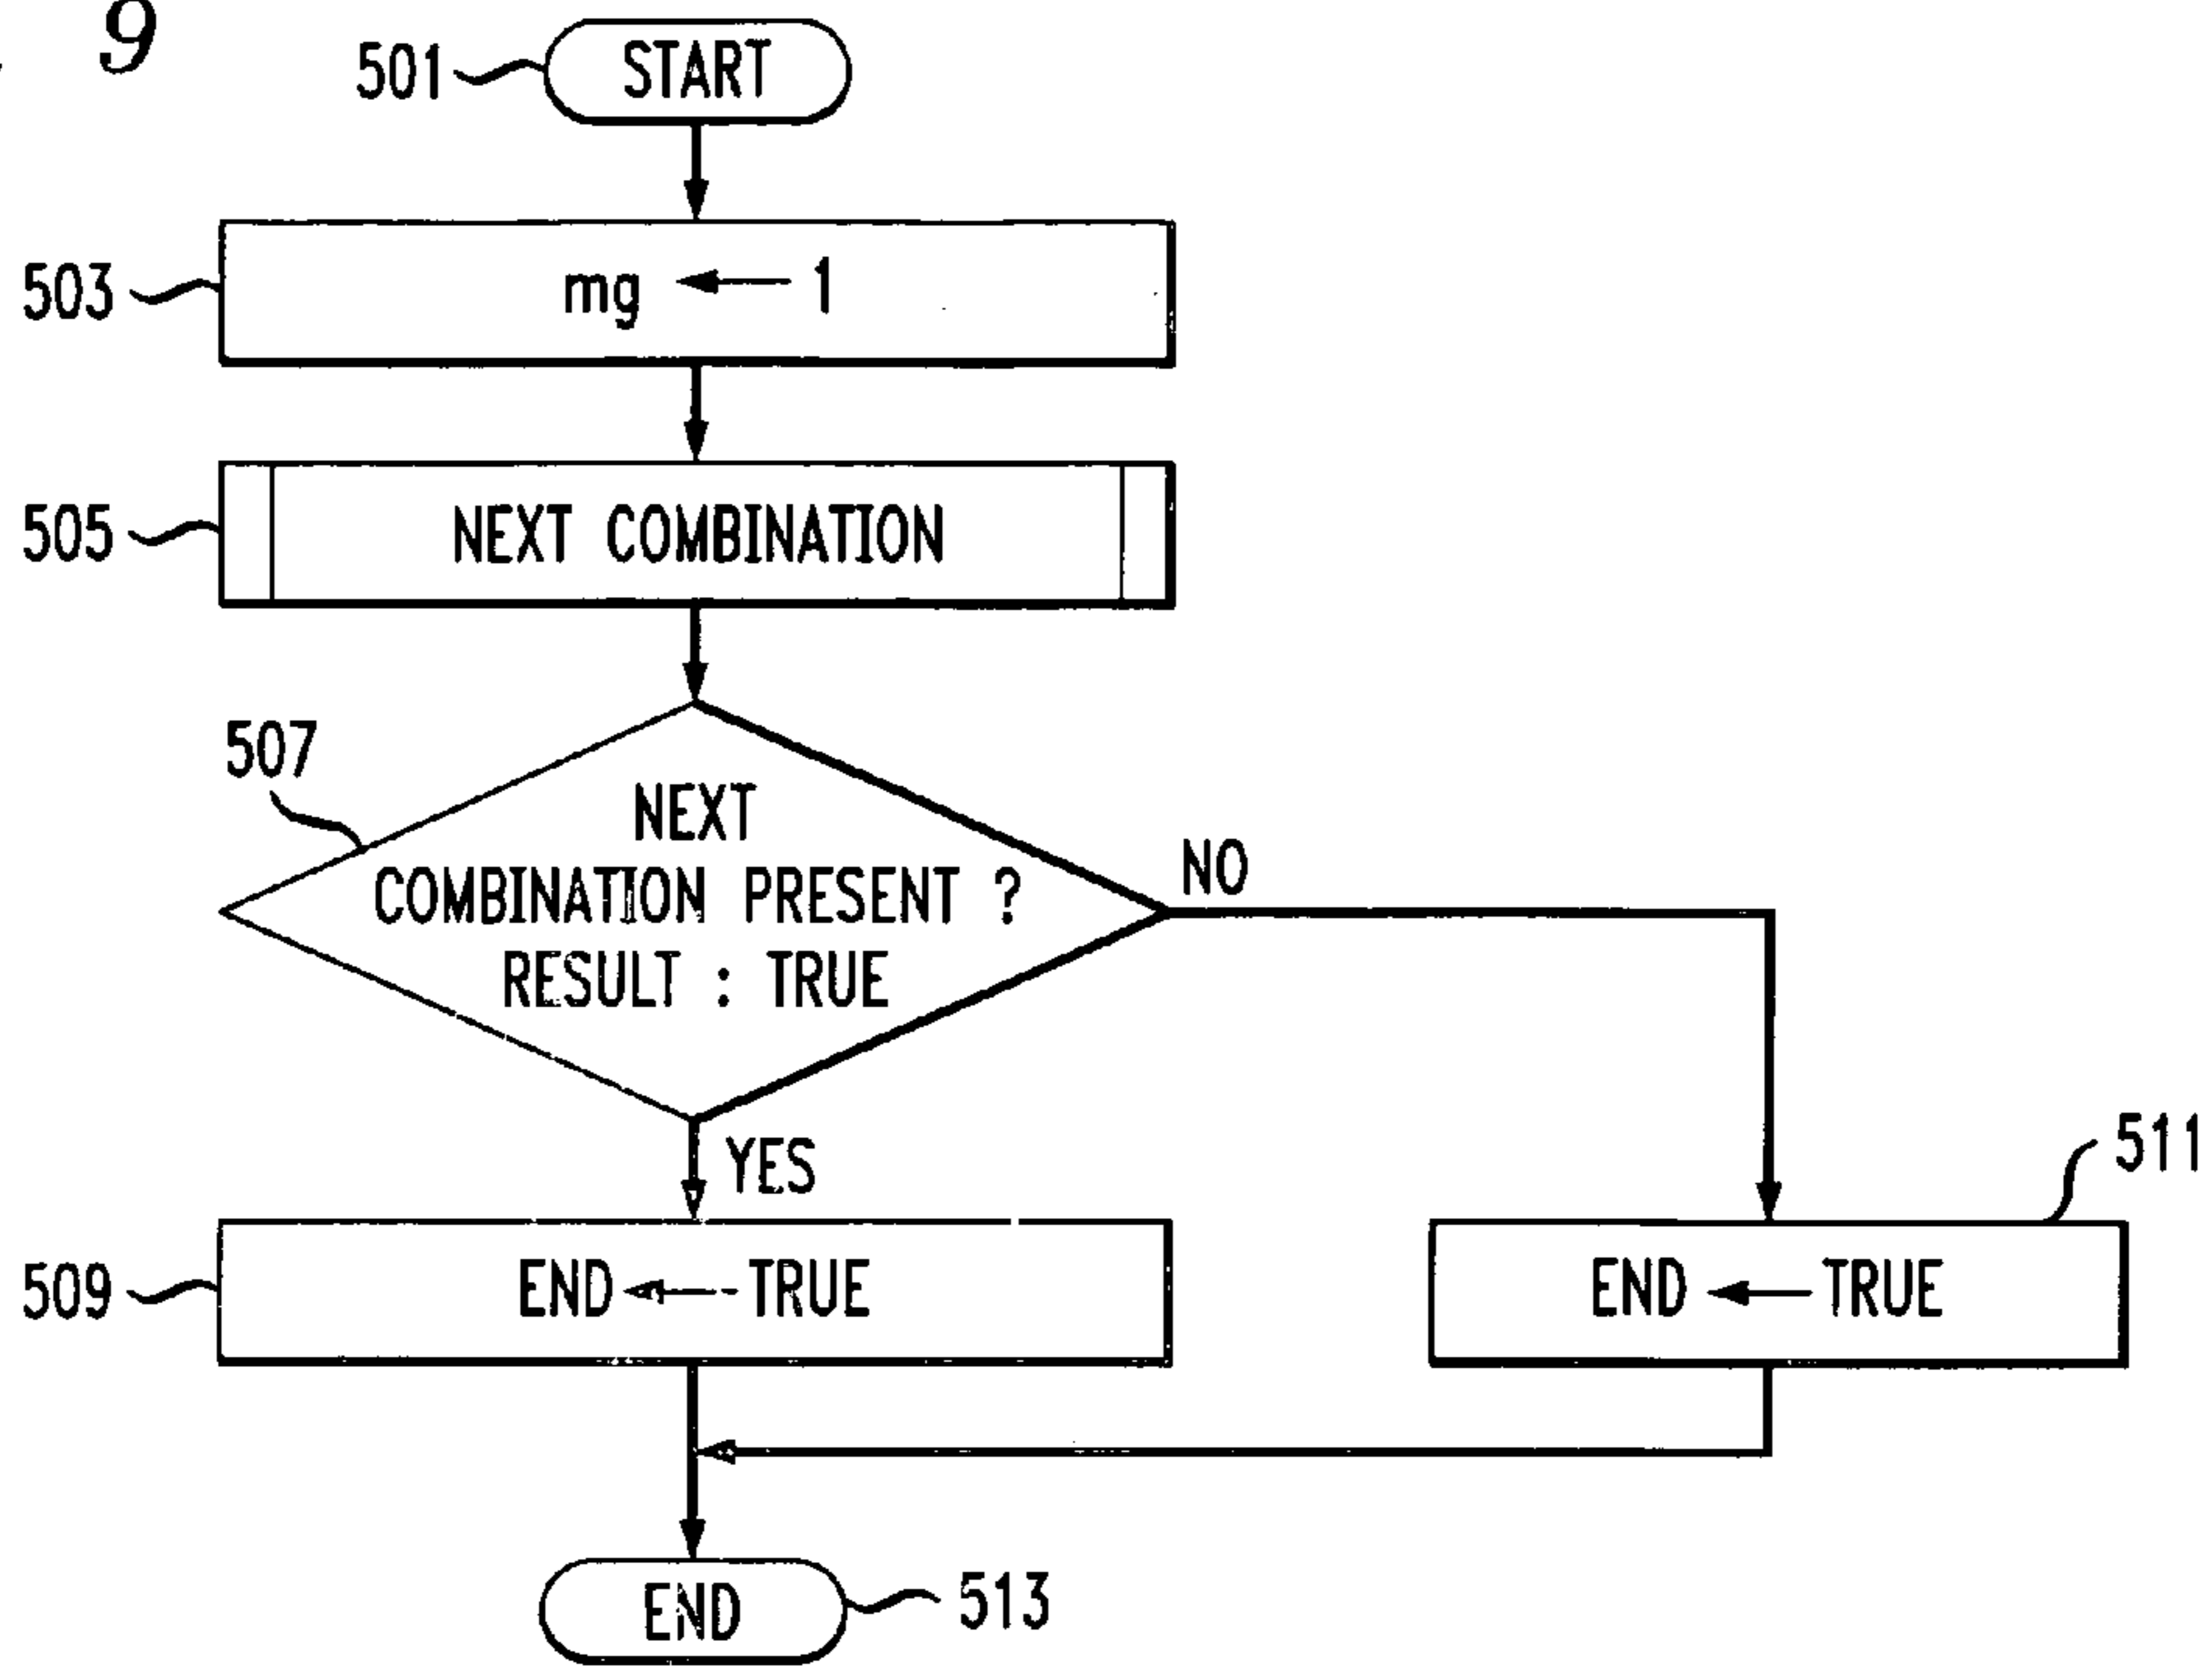 9
501
START
503
mg ← 1
505
NEXT COMBINATION
507
NEXT
COMBINATION PRESENT ?
RESULT : TRUE
NO
YES
511
509
END ← TRUE
END ← TRUE
END
513